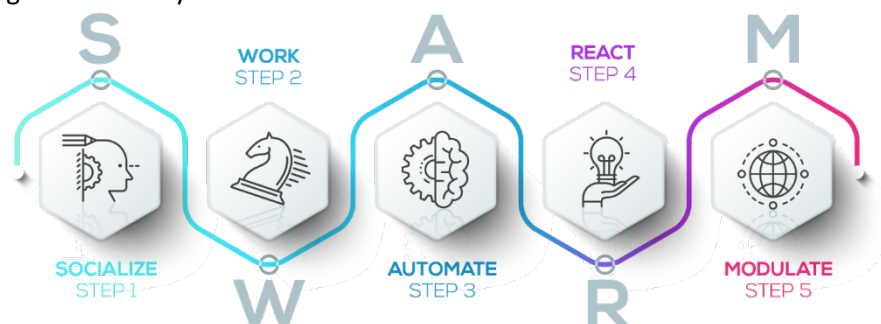 S
SOCIALIZE
STEP 1
WORK
STEP 2
W
A
AUTOMATE
STEP 3
REACT
STEP 4
R
M
MODULATE
STEP 5